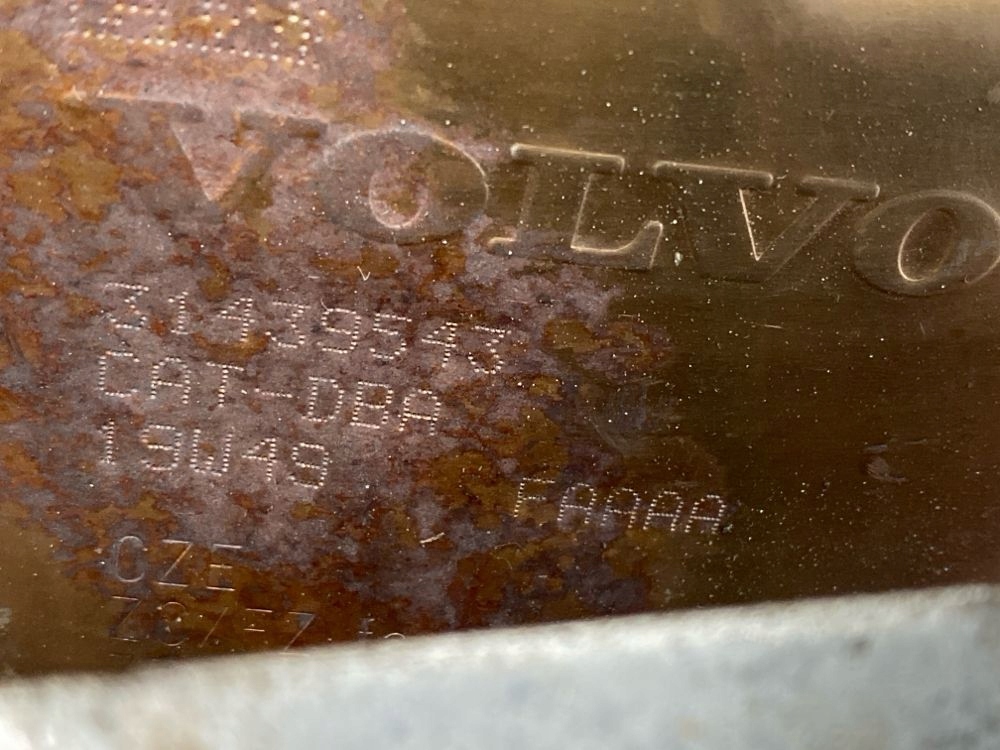 VOLVO
31439543
CAT-DBA
19W49
FAAAA
CZE